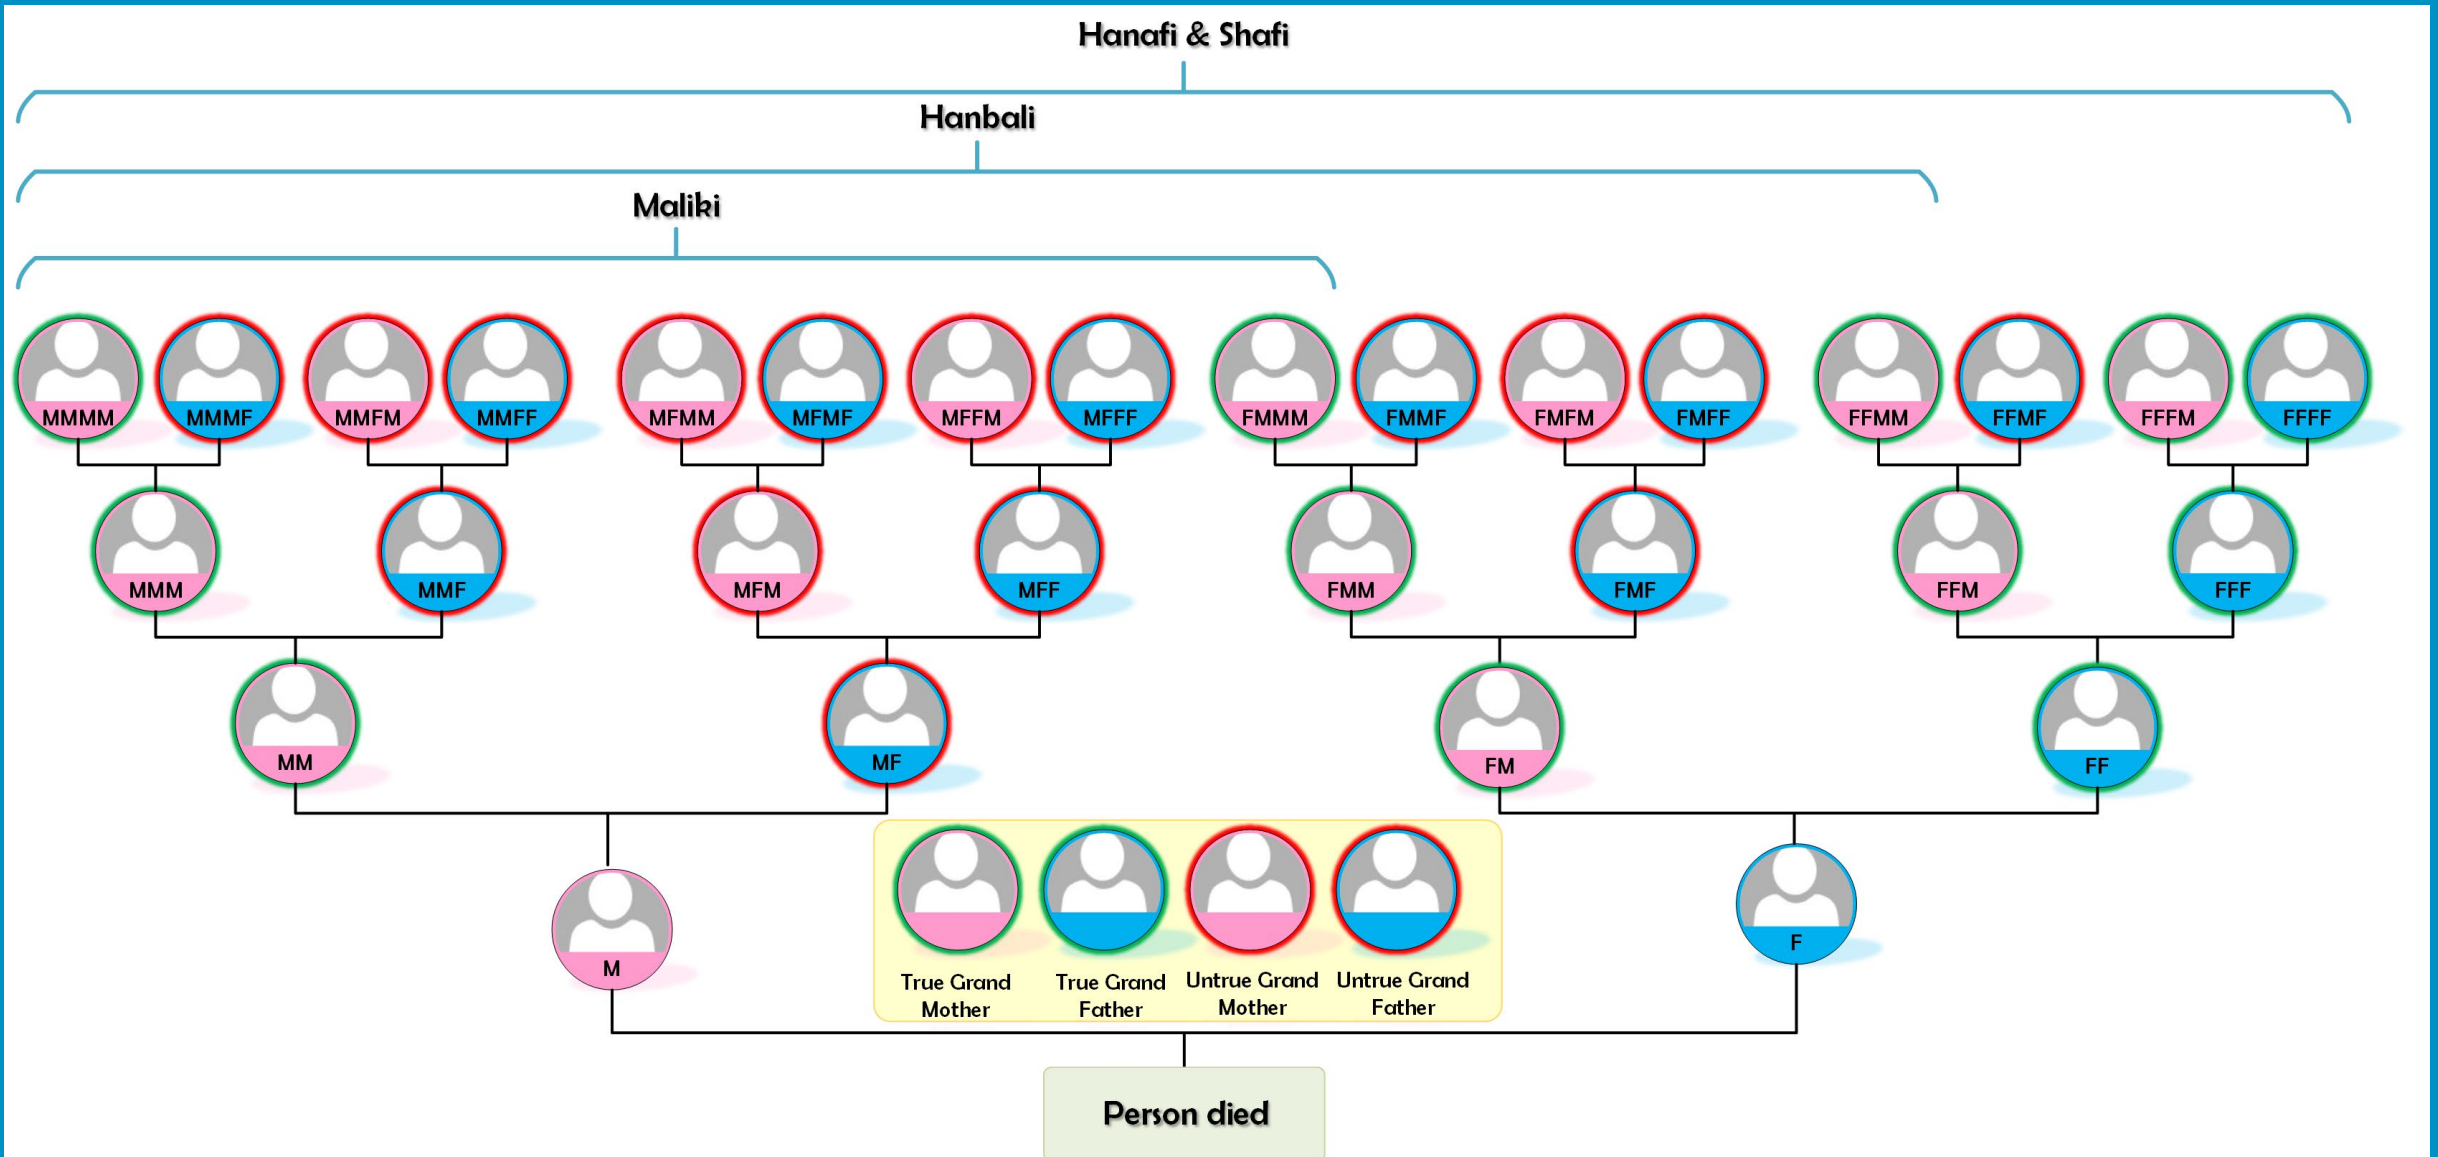 Hanafi & Shafi
Hanbali
Maliki
MMMM
MMMF
MMFM
MMFF
MFMM
MFMF
MFFM
MFFF
FMMM
FMMF
FMFM
FMFF
FFMM
FFMF
FFFM
FFFF
MMM
MMF
MFM
MFF
FMM
FMF
FFM
FFF
MM
MF
FM
FF
M
F
True Grand
Mother
True Grand
Father
Untrue Grand
Mother
Untrue Grand
Father
Person died